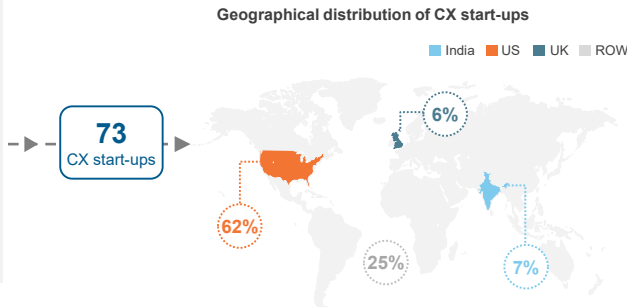 Geographical distribution of CX start-ups
India US UK ROW
73
CX start-ups
6%
62%
25%
7%